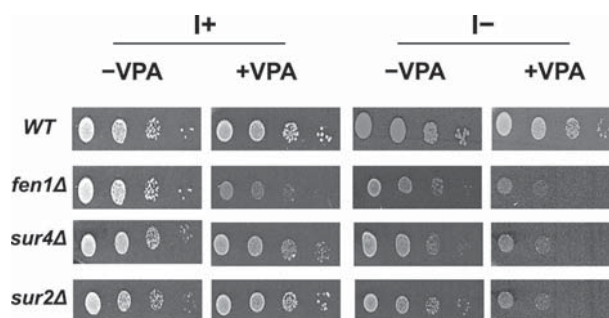 I+ I−
−VPA +VPA −VPA +VPA
WT
fen1Δ
sur4Δ
sur2Δ